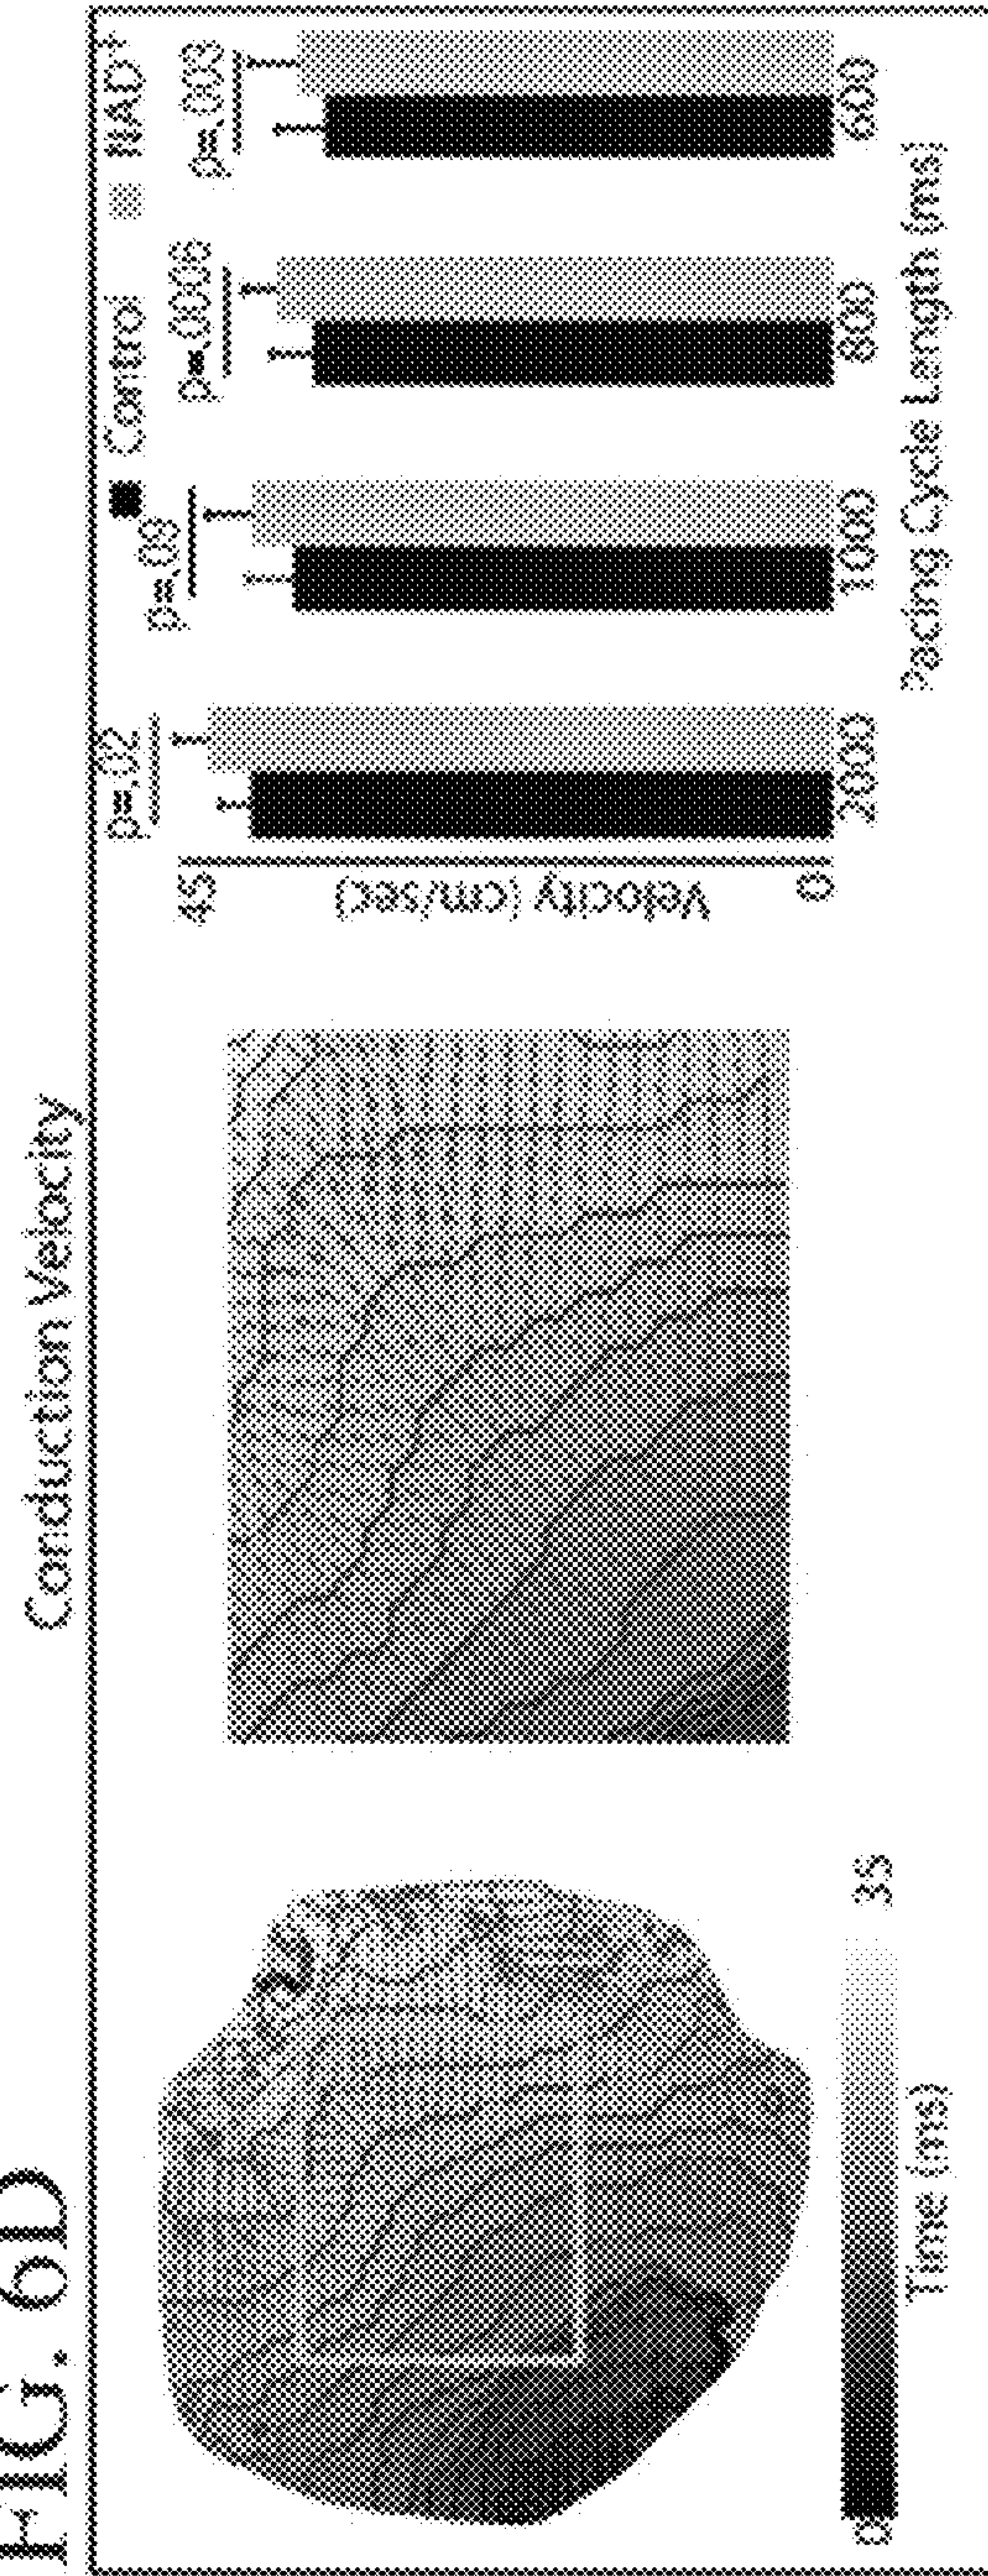 FIG. 6D
Conduction Velocity
0 35
Time (ms)
Velocity (cm/sec)
45
0
■ Control NAD⁺
p=.02
p=.09
p=.0006
p=.003
2000 1000 800 600
Pacing Cycle Length (ms)